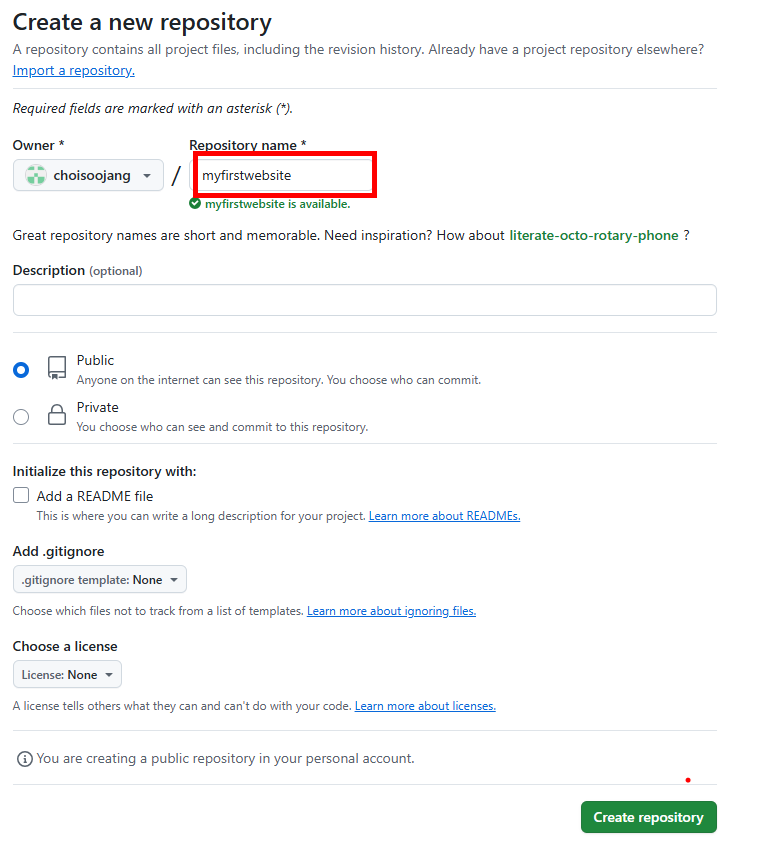 Create a new repository
A repository contains all project files, including the revision history. Already have a project repository elsewhere?
Import a repository.
Required fields are marked with an asterisk (*).
Owner * Repository name *
choisoojang / myfirstwebsite
myfirstwebsite is available.
Great repository names are short and memorable. Need inspiration? How about literate-octo-rotary-phone ?
Description (optional)
Public
Anyone on the internet can see this repository. You choose who can commit.
Private
You choose who can see and commit to this repository.
Initialize this repository with:
Add a README file
This is where you can write a long description for your project. Learn more about READMEs.
Add .gitignore
.gitignore template: None
Choose which files not to track from a list of templates. Learn more about ignoring files.
Choose a license
License: None
A license tells others what they can and can't do with your code. Learn more about licenses.
You are creating a public repository in your personal account.
Create repository